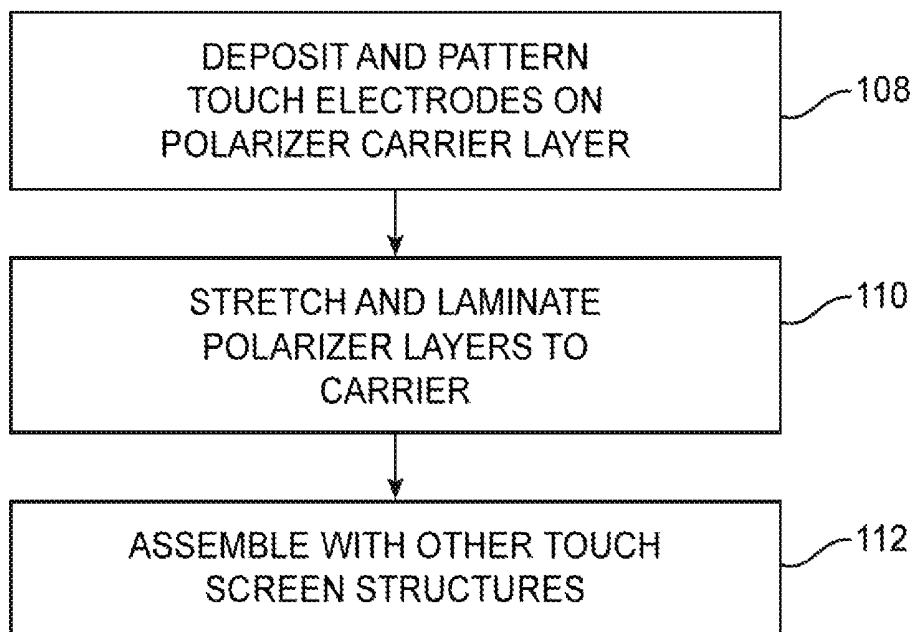 DEPOSIT AND PATTERN
TOUCH ELECTRODES ON
POLARIZER CARRIER LAYER
108
STRETCH AND LAMINATE
POLARIZER LAYERS TO
CARRIER
110
ASSEMBLE WITH OTHER TOUCH
SCREEN STRUCTURES
112